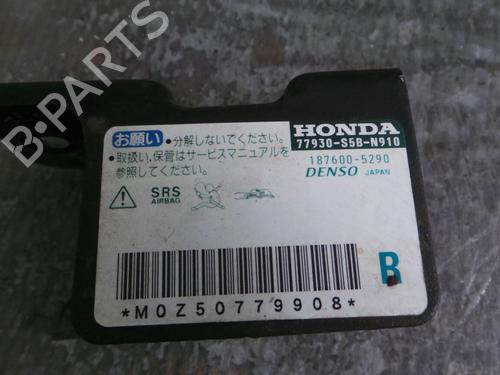 B-PARTS
お願い
・分解しないでください。
・取扱い、保管はサービスマニュアルを
参照してください。
HONDA
77930-S5B-N910
187600-5290
DENSO JAPAN
SRS
AIRBAG
R
*M0Z50779908*